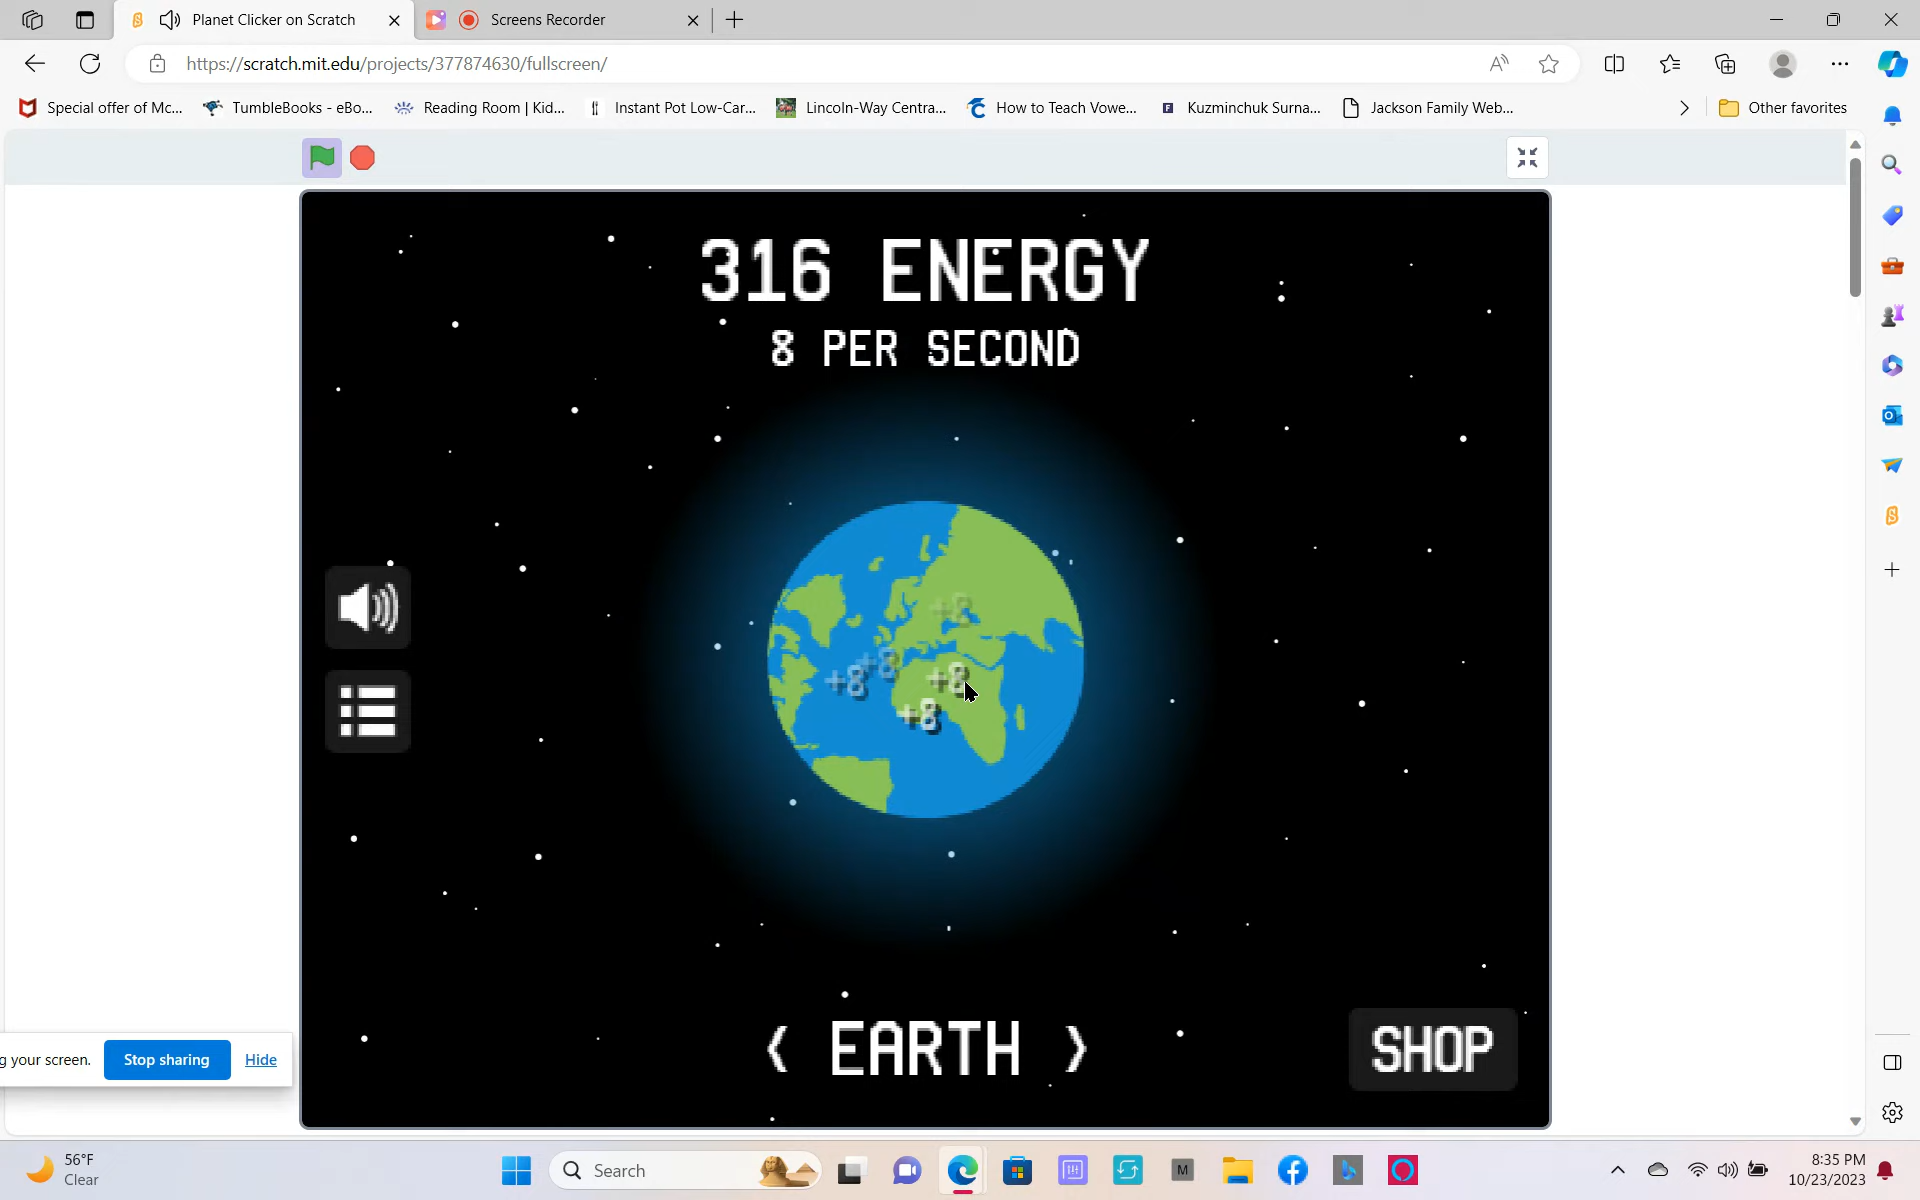 Planet Clicker on Scratch
Screens Recorder
https://scratch.mit.edu/projects/377874630/fullscreen/
Special offer of Mc...
TumbleBooks - eBo...
Reading Room | Kid...
Instant Pot Low-Car...
Lincoln-Way Centra...
How to Teach Vowe...
Kuzminchuk Surna...
Jackson Family Web...
Other favorites
316 ENERGY
8 PER SECOND
+8
+8
+8
+8
+8
< EARTH >
SHOP
g your screen.
Stop sharing
Hide
56°F
Clear
Search
M
8:35 PM
10/23/2023